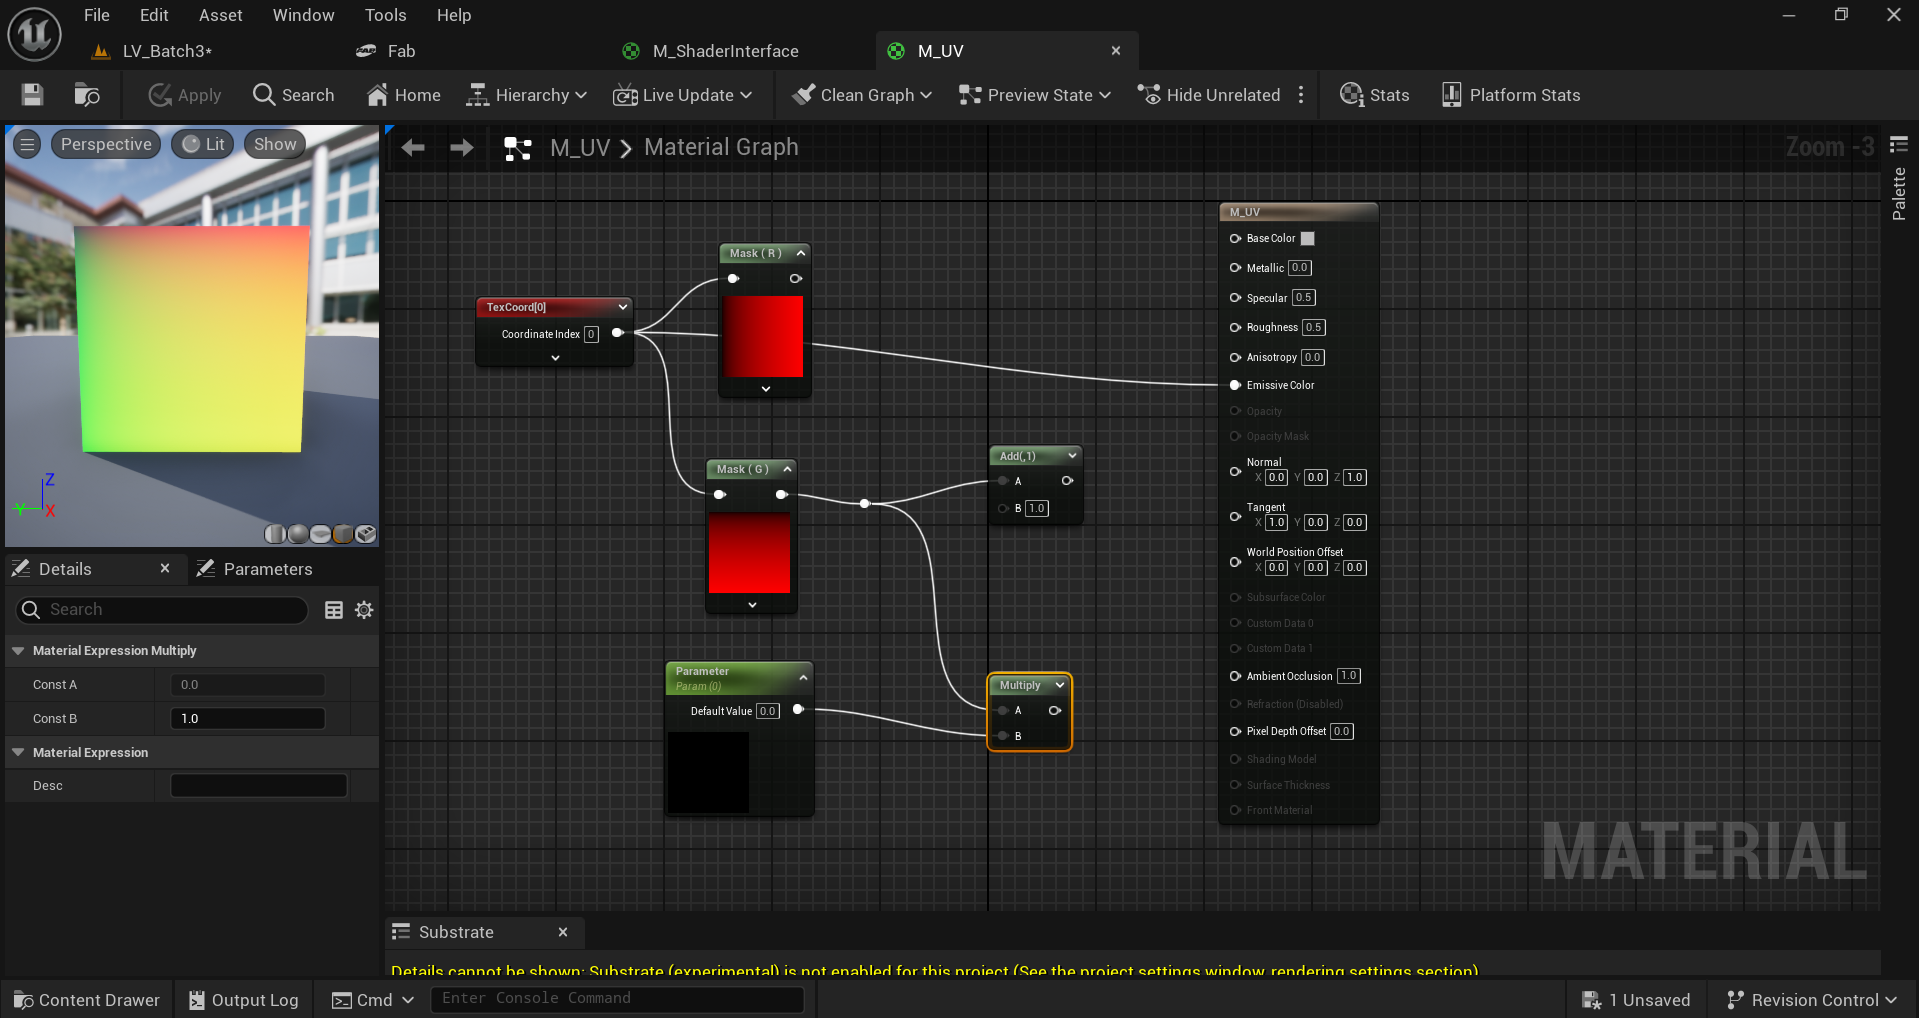 File Edit Asset Window Tools Help
LV_Batch3* Fab M_ShaderInterface M_UV
Apply Search Home Hierarchy Live Update Clean Graph Preview State Hide Unrelated Stats Platform Stats
Perspective Lit Show
M_UV Material Graph
Zoom -3
Palette
Z
Y
X
Details
Parameters
Search
Material Expression Multiply
Const A 0.0
Const B 1.0
Material Expression
Desc
TexCoord[0]
Coordinate Index 0
Mask ( R )
Mask ( G )
Parameter
Param (0)
Default Value 0.0
Add(,1)
A
B 1.0
Multiply
A
B
M_UV
Base Color
Metallic 0.0
Specular 0.5
Roughness 0.5
Anisotropy 0.0
Emissive Color
Opacity
Opacity Mask
Normal
X 0.0 Y 0.0 Z 1.0
Tangent
X 1.0 Y 0.0 Z 0.0
World Position Offset
X 0.0 Y 0.0 Z 0.0
Subsurface Color
Custom Data 0
Custom Data 1
Ambient Occlusion 1.0
Refraction (Disabled)
Pixel Depth Offset 0.0
Shading Model
Surface Thickness
Front Material
MATERIAL
Substrate
Details cannot be shown: Substrate (experimental) is not enabled for this project (See the project settings window, rendering settings section).
Content Drawer Output Log Cmd Enter Console Command 1 Unsaved Revision Control